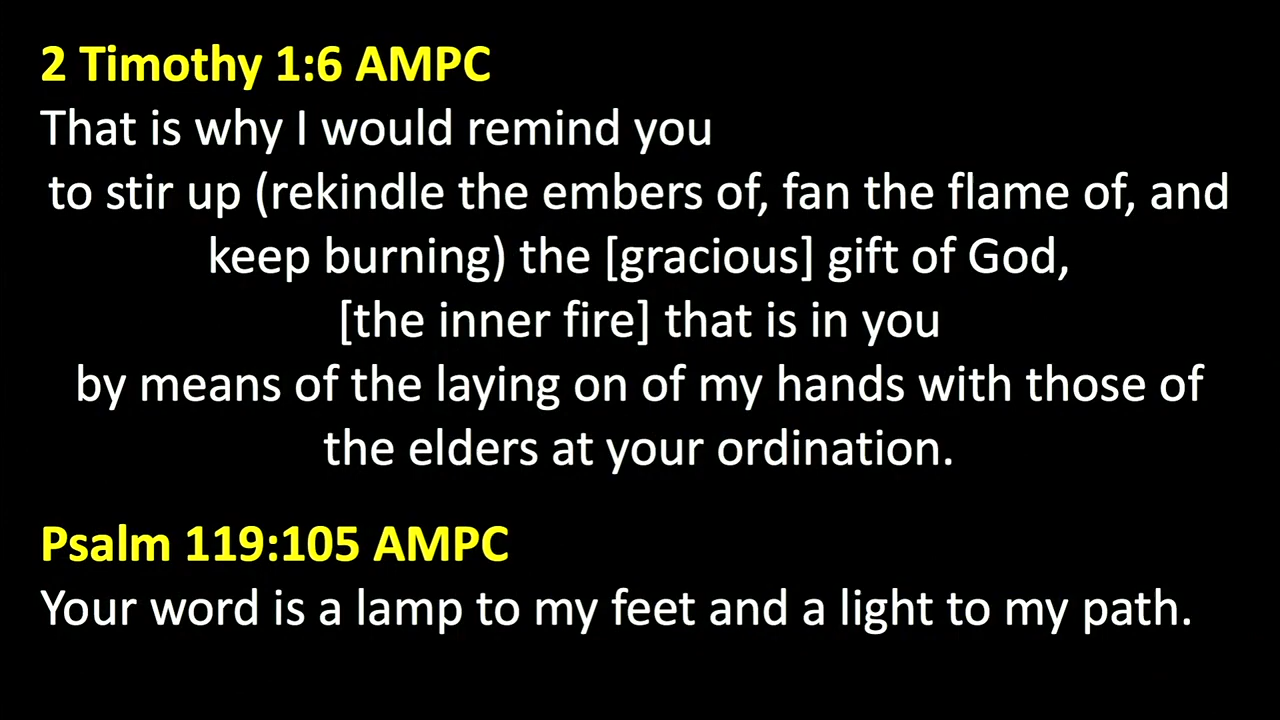 2 Timothy 1:6 AMPC
That is why I would remind you
to stir up (rekindle the embers of, fan the flame of, and
keep burning) the [gracious] gift of God,
[the inner fire] that is in you
by means of the laying on of my hands with those of
the elders at your ordination.
Psalm 119:105 AMPC
Your word is a lamp to my feet and a light to my path.